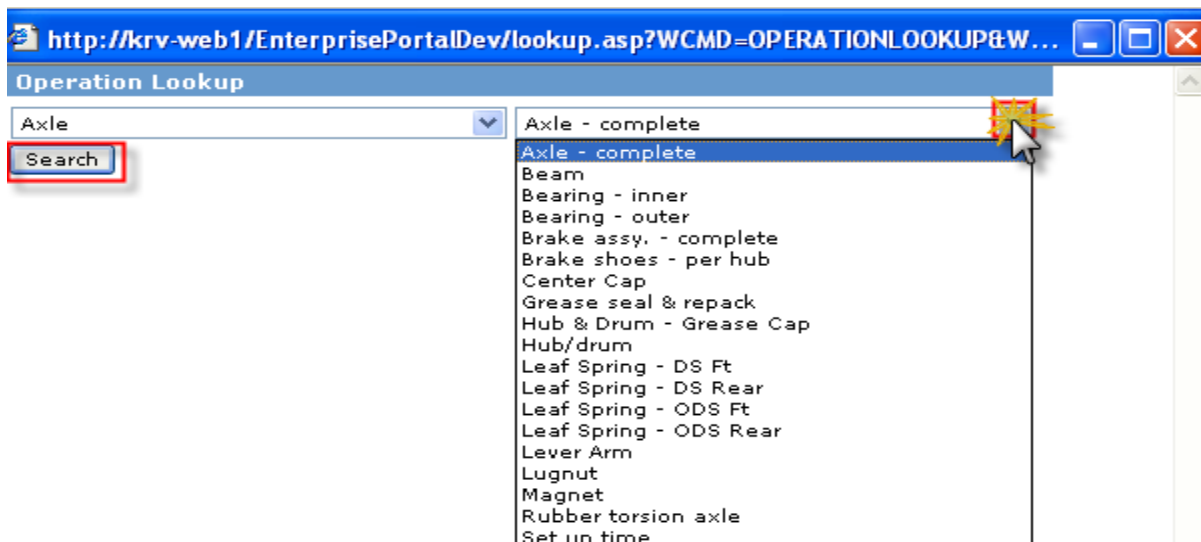 http://krv-web1/EnterprisePortalDev/lookup.asp?WCMD=OPERATIONLOOKUP&W...
Operation Lookup
Axle
Axle - complete
Search
Axle - complete
Beam
Bearing - inner
Bearing - outer
Brake assy. - complete
Brake shoes - per hub
Center Cap
Grease seal & repack
Hub & Drum - Grease Cap
Hub/drum
Leaf Spring - DS Ft
Leaf Spring - DS Rear
Leaf Spring - ODS Ft
Leaf Spring - ODS Rear
Lever Arm
Lugnut
Magnet
Rubber torsion axle
Set up time